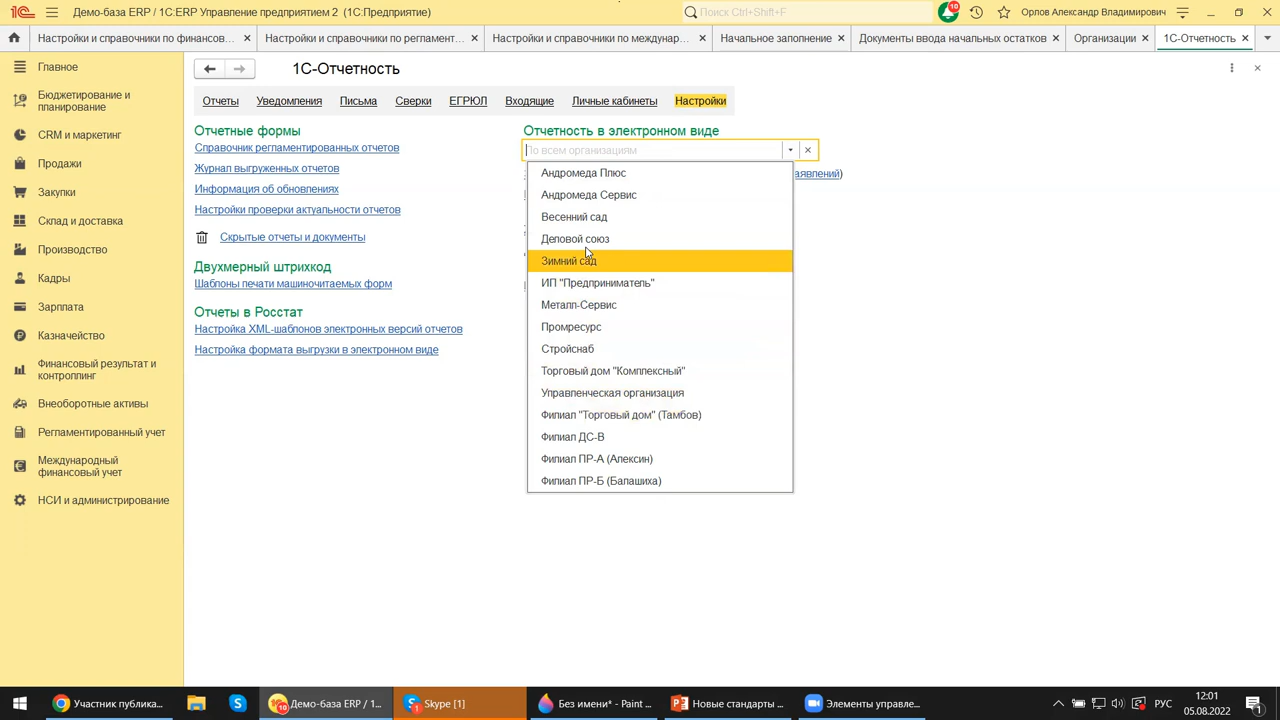 Демо-база ERP / 1С:ERP Управление предприятием 2 (1С:Предприятие)
Поиск Ctrl+Shift+F
10
Орлов Александр Владимирович
Настройки и справочники по финансов...
Настройки и справочники по регламент...
Настройки и справочники по междунар...
Начальное заполнение
Документы ввода начальных остатков
Организации
1С-Отчетность
Главное
Бюджетирование и
планирование
CRM и маркетинг
Продажи
Закупки
Склад и доставка
Производство
Кадры
Зарплата
Казначейство
Финансовый результат и
контроллинг
Внеоборотные активы
Регламентированный учет
Международный
финансовый учет
НСИ и администрирование
1С-Отчетность
Отчеты
Уведомления
Письма
Сверки
ЕГРЮЛ
Входящие
Личные кабинеты
Настройки
Отчетные формы
Справочник регламентированных отчетов
Журнал выгруженных отчетов
Информация об обновлениях
Настройки проверки актуальности отчетов
Скрытые отчеты и документы
Двухмерный штрихкод
Шаблоны печати машиночитаемых форм
Отчеты в Росстат
Настройка XML-шаблонов электронных версий отчетов
Настройка формата выгрузки в электронном виде
Отчетность в электронном виде
По всем организациям
аявлений)
Андромеда Плюс
Андромеда Сервис
Весенний сад
Деловой союз
Зимний сад
ИП "Предприниматель"
Металл-Сервис
Промресурс
Стройснаб
Торговый дом "Комплексный"
Управленческая организация
Филиал "Торговый дом" (Тамбов)
Филиал ДС-В
Филиал ПР-А (Алексин)
Филиал ПР-Б (Балашиха)
Участник публика...
Демо-база ERP / 1...
Skype [1]
Без имени* - Paint ...
Новые стандарты ...
Элементы управле...
РУС
12:01
05.08.2022